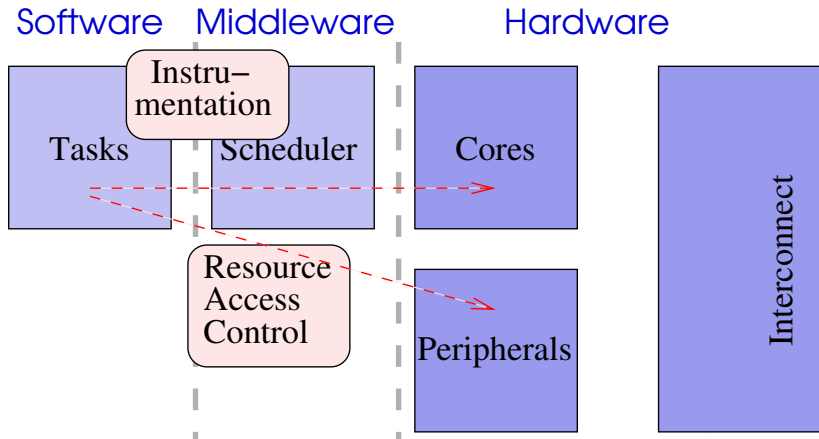 Software Middleware Hardware
Instru–
mentation
Tasks Scheduler Cores
Interconnect
Resource
Access
Control
Peripherals